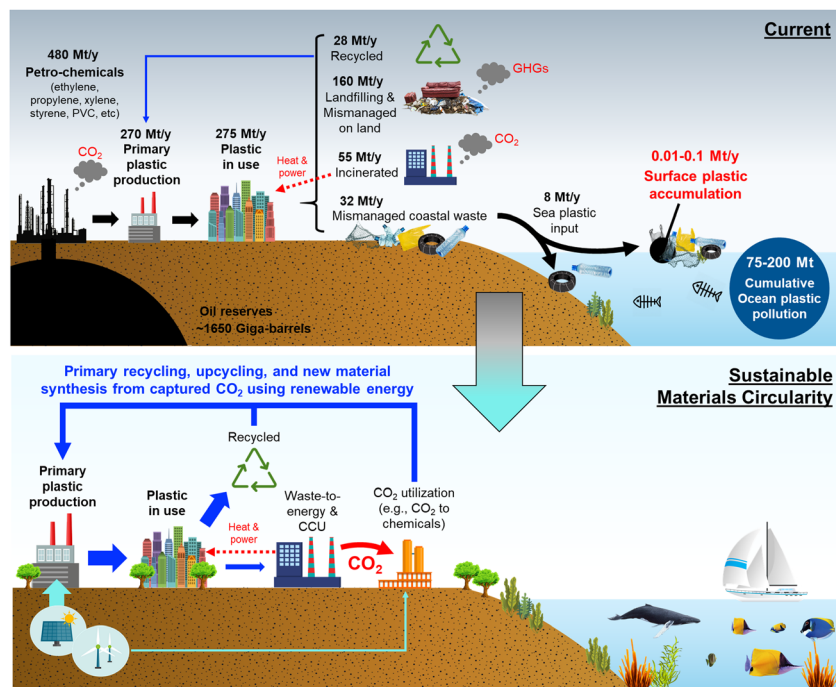 Current
480 Mt/y
Petro-chemicals
(ethylene,
propylene, xylene,
styrene, PVC, etc)
CO2
270 Mt/y
Primary
plastic
production
275 Mt/y
Plastic
in use
28 Mt/y
Recycled
160 Mt/y
Landfilling &
Mismanaged
on land
GHGs
Heat &
power
55 Mt/y
Incinerated
CO2
32 Mt/y
Mismanaged coastal waste
8 Mt/y
Sea plastic
input
0.01-0.1 Mt/y
Surface plastic
accumulation
75-200 Mt
Cumulative
Ocean plastic
pollution
Oil reserves
~1650 Giga-barrels
Sustainable
Materials Circularity
Primary recycling, upcycling, and new material
synthesis from captured CO2 using renewable energy
Primary
plastic
production
Plastic
in use
Recycled
Heat &
power
Waste-to-
energy &
CCU
CO2
CO2 utilization
(e.g., CO2 to
chemicals)